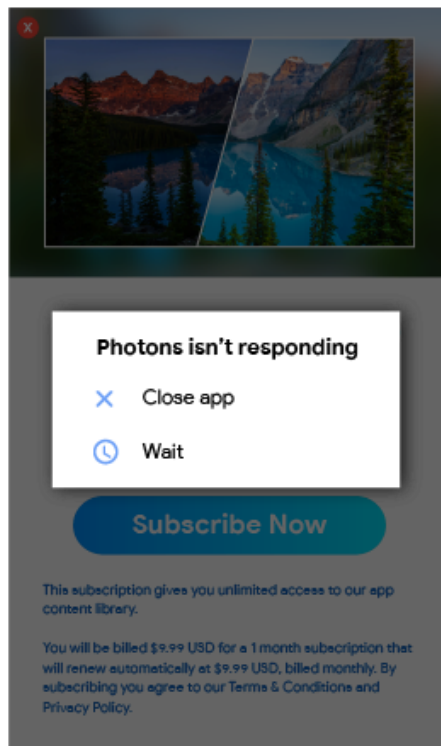 X
Photons isn't responding
Close app
Wait
Subscribe Now
This subscription gives you unlimited access to our app
content library.
You will be billed $9.99 USD for a 1 month subscription that
will renew automatically at $9.99 USD, billed monthly. By
subscribing you agree to our Terms & Conditions and
Privacy Policy.